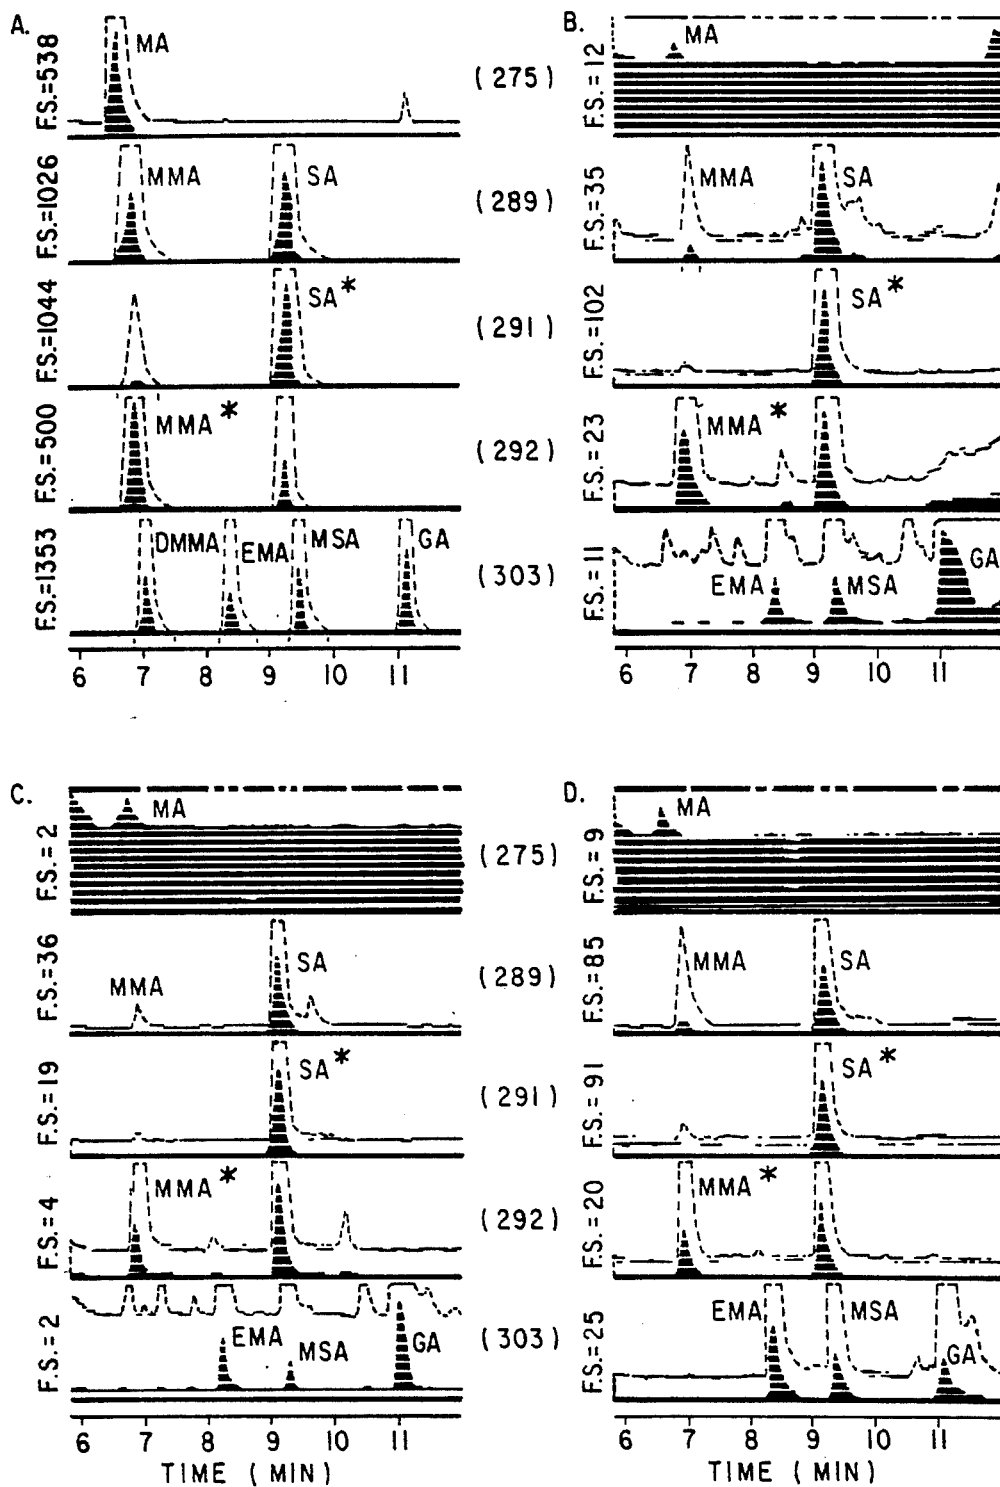 A.
F.S.=538
MA
(275)
F.S.=1026
MMA
SA
(289)
F.S.=1044
SA*
(291)
F.S.=500
MMA*
(292)
F.S.=1353
DMMA
EMA
MSA
GA
(303)
6 7 8 9 10 11
B.
F.S.=12
MA
F.S.=35
MMA
SA
F.S.=102
SA*
F.S.=23
MMA*
F.S.=11
EMA
MSA
GA
6 7 8 9 10 11
C.
F.S.=2
MA
(275)
F.S.=36
MMA
SA
(289)
F.S.=19
SA*
(291)
F.S.=4
MMA*
(292)
F.S.=2
EMA
MSA
GA
(303)
6 7 8 9 10 11
TIME (MIN)
D.
F.S.=9
MA
F.S.=85
MMA
SA
F.S.=91
SA*
F.S.=20
MMA*
F.S.=25
EMA
MSA
GA
6 7 8 9 10 11
TIME (MIN)